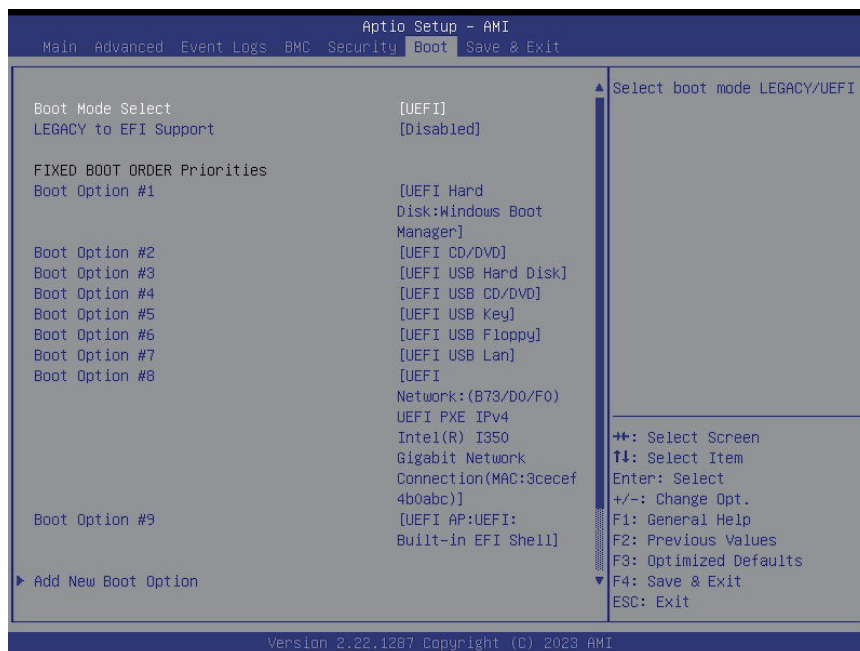 Aptio Setup – AMI
Main Advanced Event Logs BMC Security Boot Save & Exit
Boot Mode Select [UEFI]
LEGACY to EFI Support [Disabled]
FIXED BOOT ORDER Priorities
Boot Option #1 [UEFI Hard
Disk:Windows Boot
Manager]
Boot Option #2 [UEFI CD/DVD]
Boot Option #3 [UEFI USB Hard Disk]
Boot Option #4 [UEFI USB CD/DVD]
Boot Option #5 [UEFI USB Key]
Boot Option #6 [UEFI USB Floppy]
Boot Option #7 [UEFI USB Lan]
Boot Option #8 [UEFI
Network:(B73/D0/F0)
UEFI PXE IPv4
Intel(R) I350
Gigabit Network
Connection(MAC:3cecef
4b0abc)]
Boot Option #9 [UEFI AP:UEFI:
Built-in EFI Shell]
Add New Boot Option
Select boot mode LEGACY/UEFI
→←: Select Screen
↑↓: Select Item
Enter: Select
+/-: Change Opt.
F1: General Help
F2: Previous Values
F3: Optimized Defaults
F4: Save & Exit
ESC: Exit
Version 2.22.1287 Copyright (C) 2023 AMI